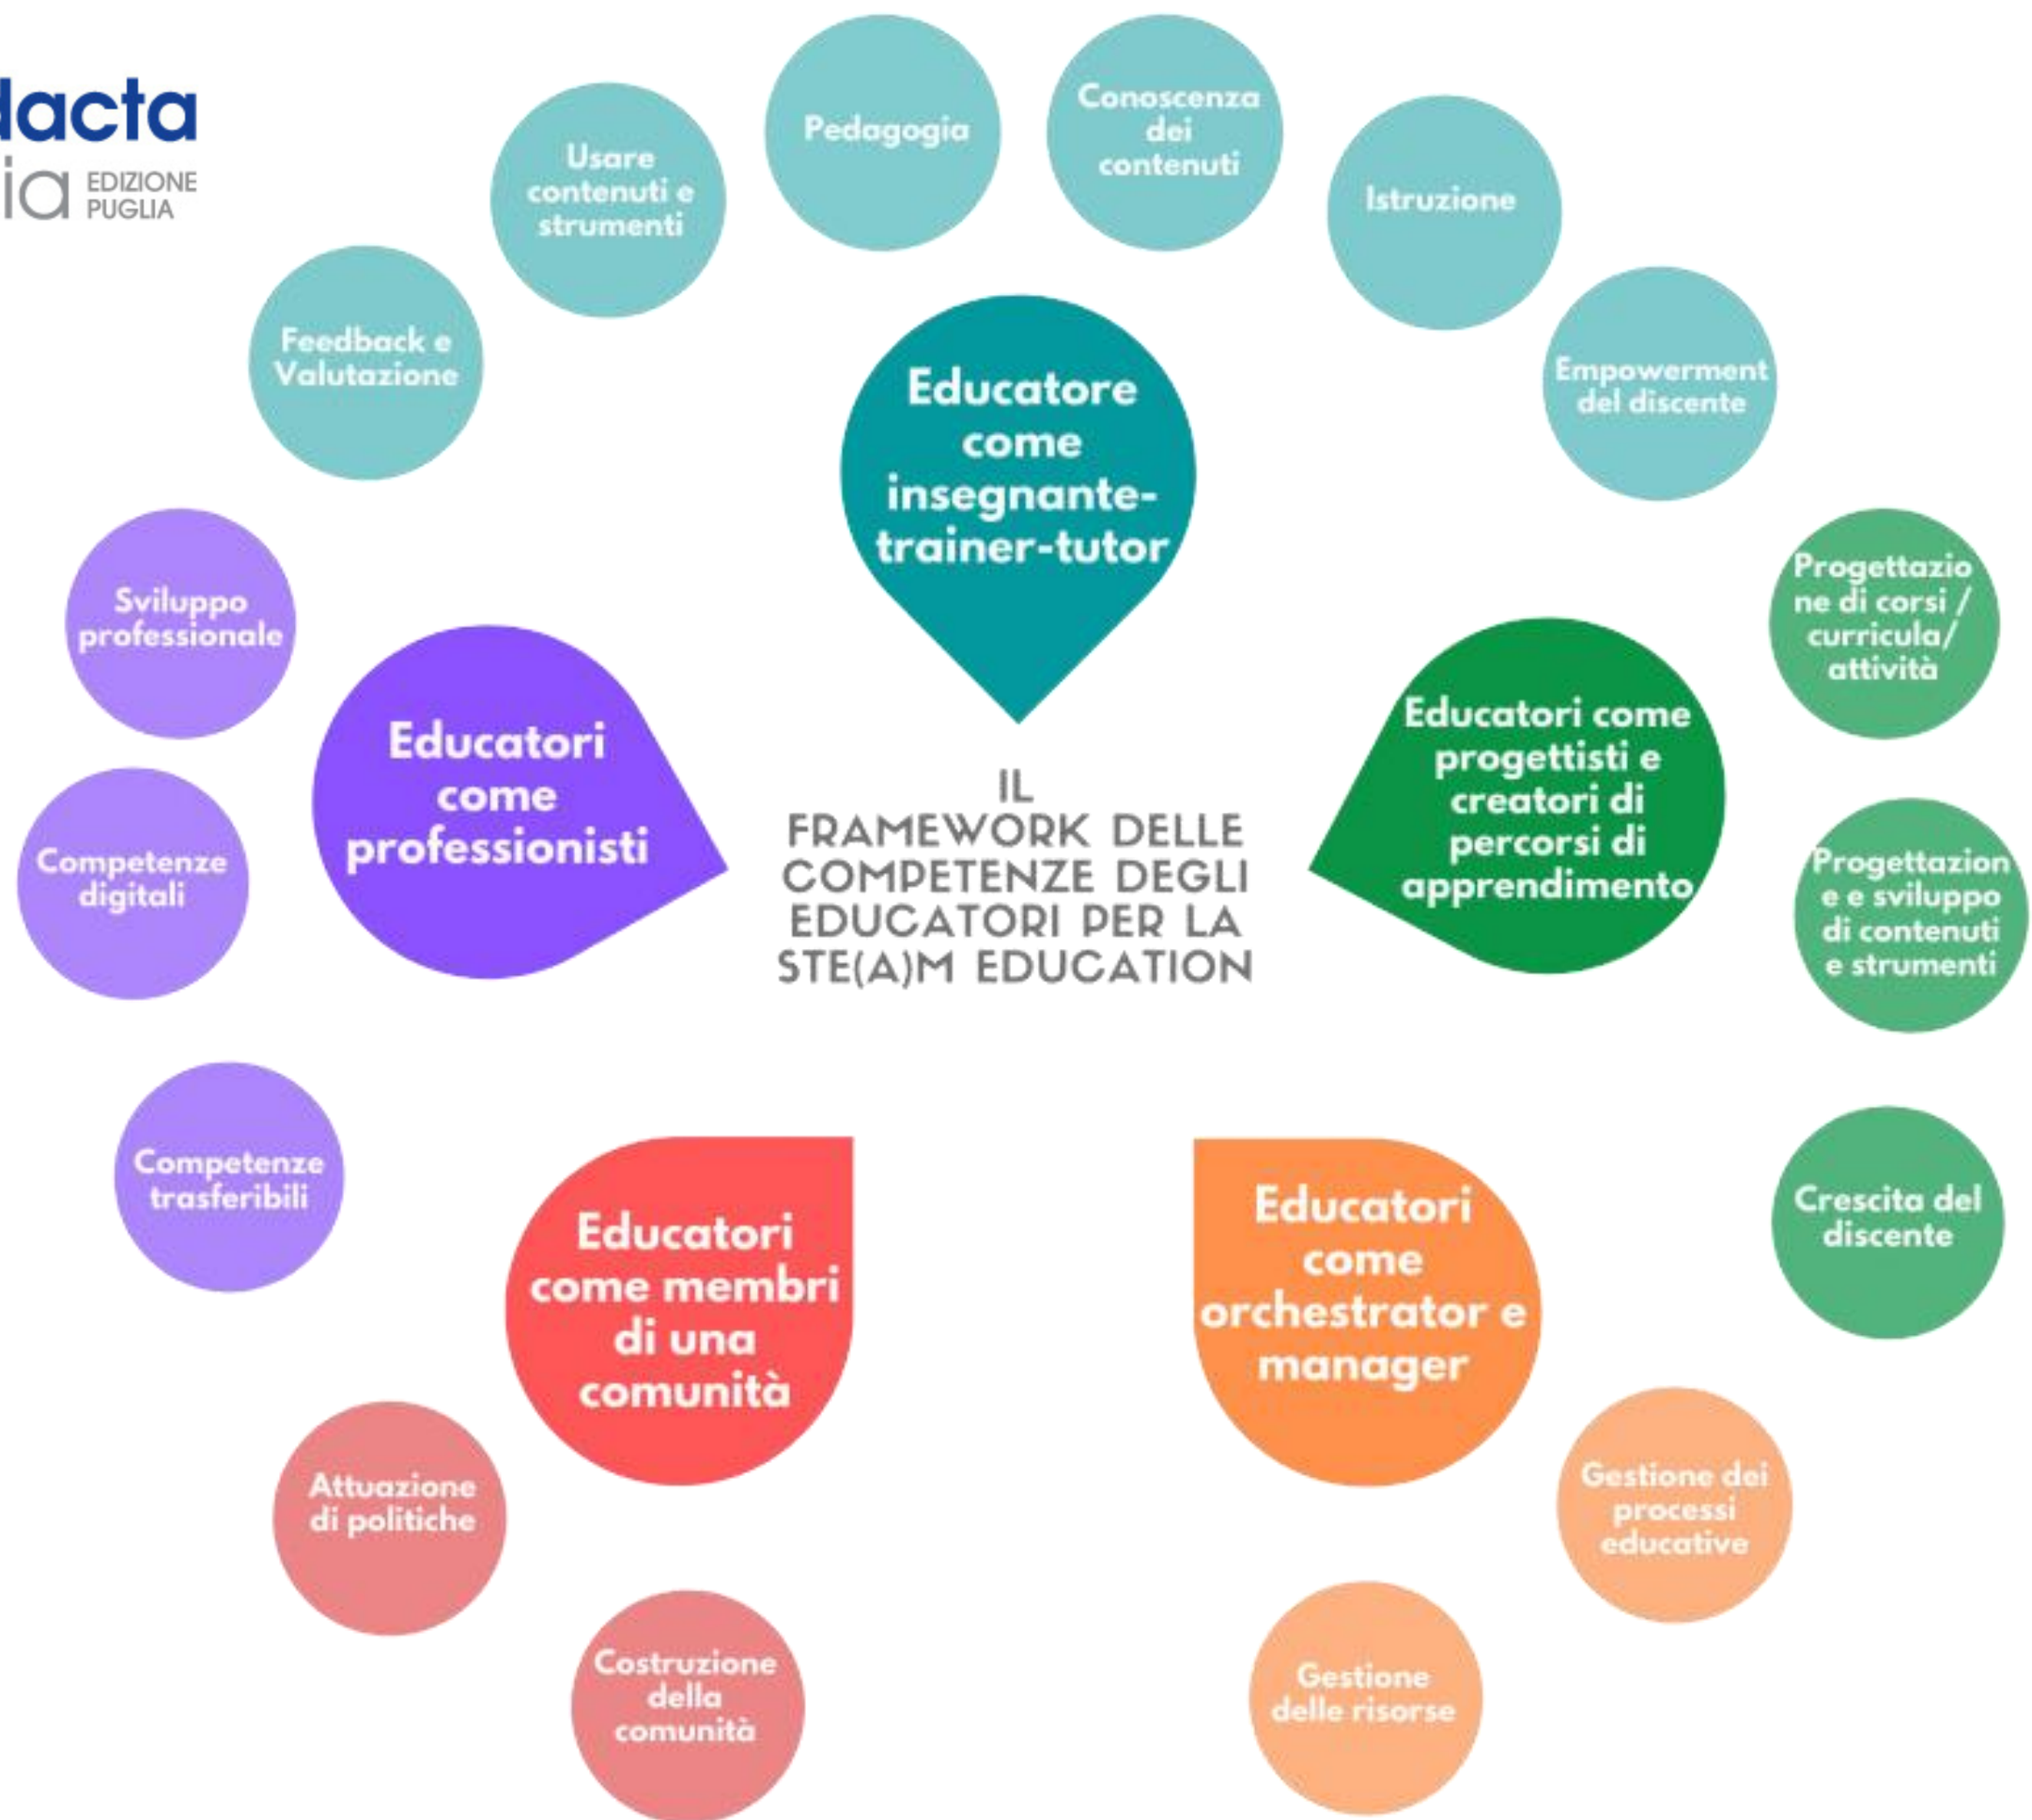 dacta
ia EDIZIONE
PUGLIA
Pedagogia
Conoscenza
dei
contenuti
Usare
contenuti e
strumenti
Istruzione
Feedback e
Valutazione
Empowerment
del discente
Educatore
come
insegnante-
trainer-tutor
Progettazio
ne di corsi /
curricula/
attività
Sviluppo
professionale
Educatori
come
professionisti
Educatori come
progettisti e
creatori di
percorsi di
apprendimento
IL
FRAMEWORK DELLE
COMPETENZE DEGLI
EDUCATORI PER LA
STE(A)M EDUCATION
Competenze
digitali
Progettazion
e e sviluppo
di contenuti
e strumenti
Competenze
trasferibili
Crescita del
discente
Educatori
come membri
di una
comunità
Educatori
come
orchestrator e
manager
Attuazione
di politiche
Gestione dei
processi
educative
Costruzione
della
comunità
Gestione
delle risorse